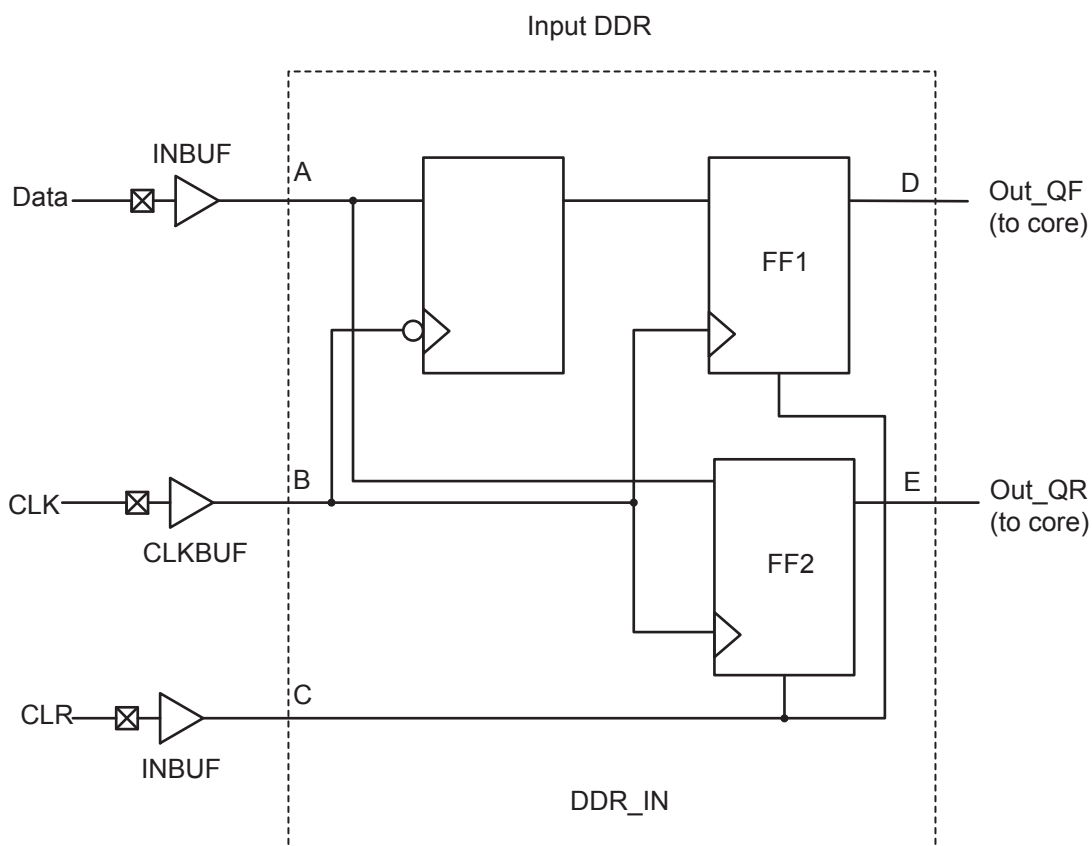 Input DDR
INBUF
Data
A
D
Out_QF
(to core)
FF1
CLK
B
CLKBUF
E
Out_QR
(to core)
FF2
CLR
C
INBUF
DDR_IN